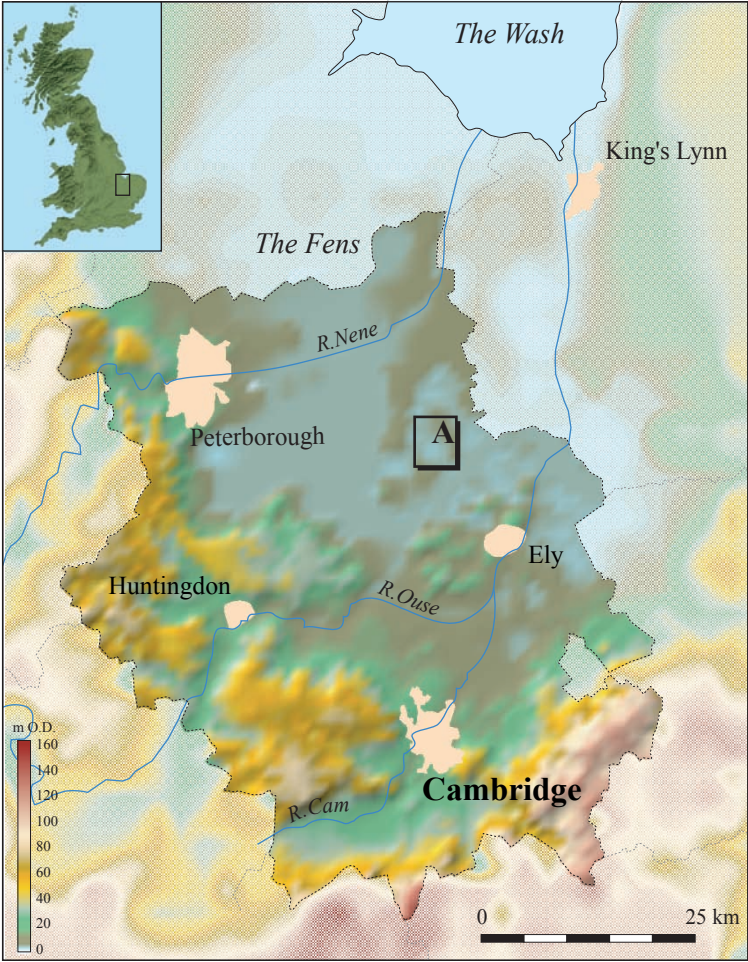 The Wash
King's Lynn
The Fens
R.Nene
Peterborough
A
Ely
Huntingdon
R.Ouse
m O.D.
160
140
120
100
80
60
40
20
0
Cambridge
R.Cam
0
25 km